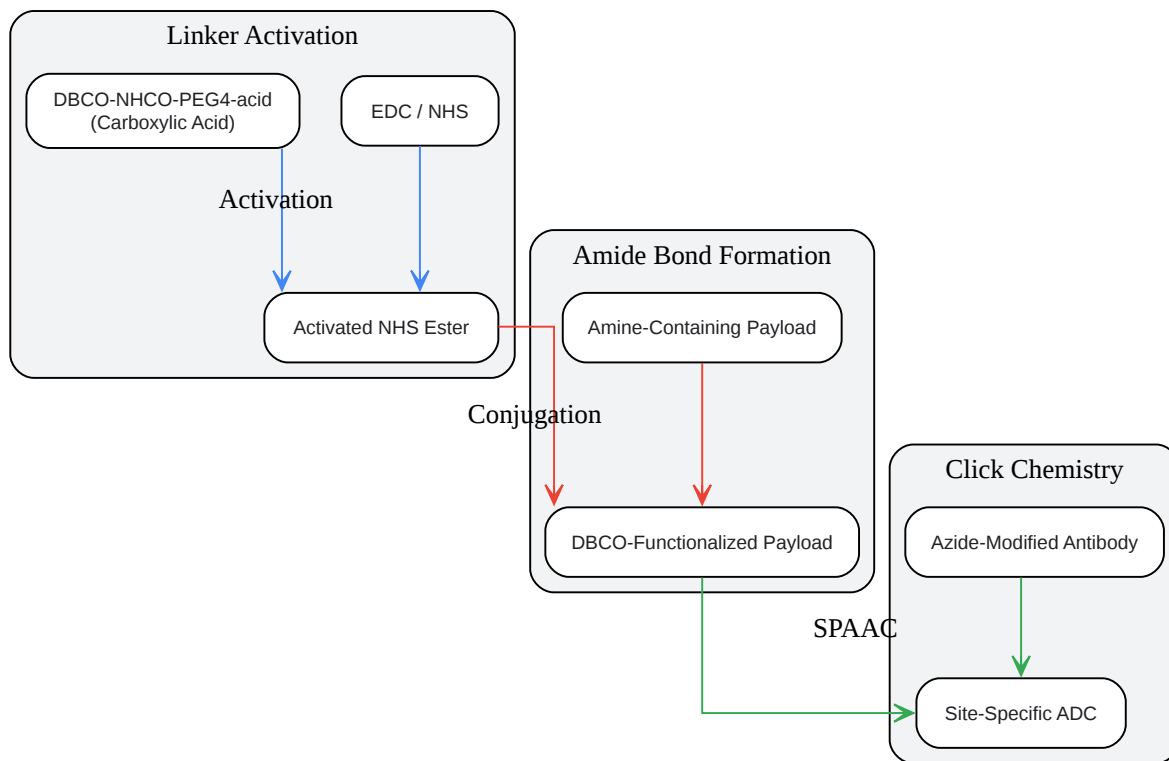 Linker Activation
DBCO-NHCO-PEG4-acid
(Carboxylic Acid)
EDC / NHS
Activation
Activated NHS Ester
Amide Bond Formation
Amine-Containing Payload
Conjugation
DBCO-Functionalized Payload
Click Chemistry
Azide-Modified Antibody
SPAAC
Site-Specific ADC